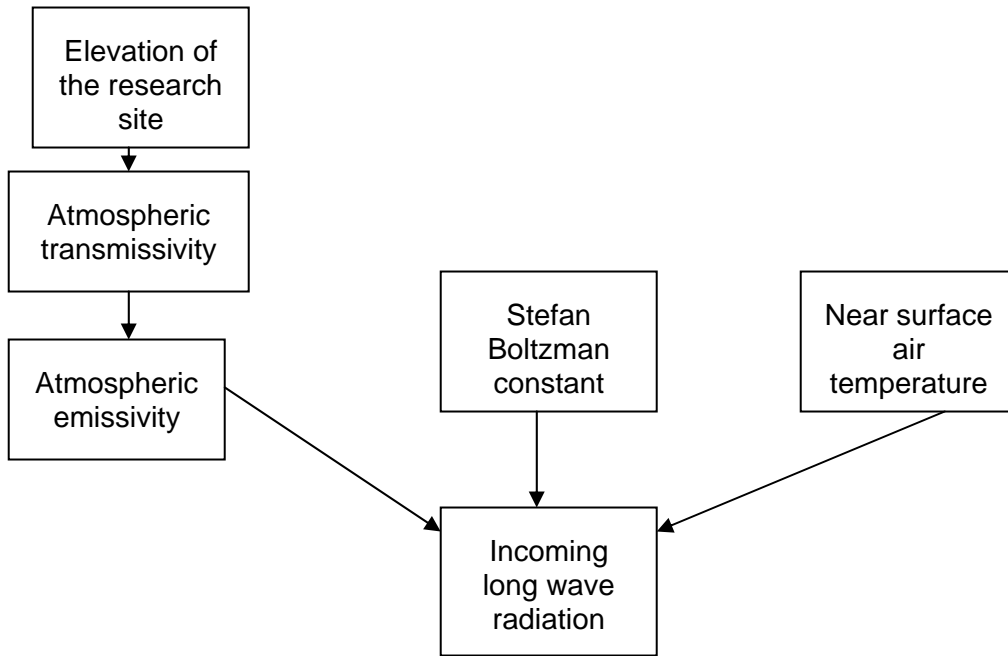 Elevation of
the research
site
Atmospheric
transmissivity
Atmospheric
emissivity
Stefan
Boltzman
constant
Near surface
air
temperature
Incoming
long wave
radiation